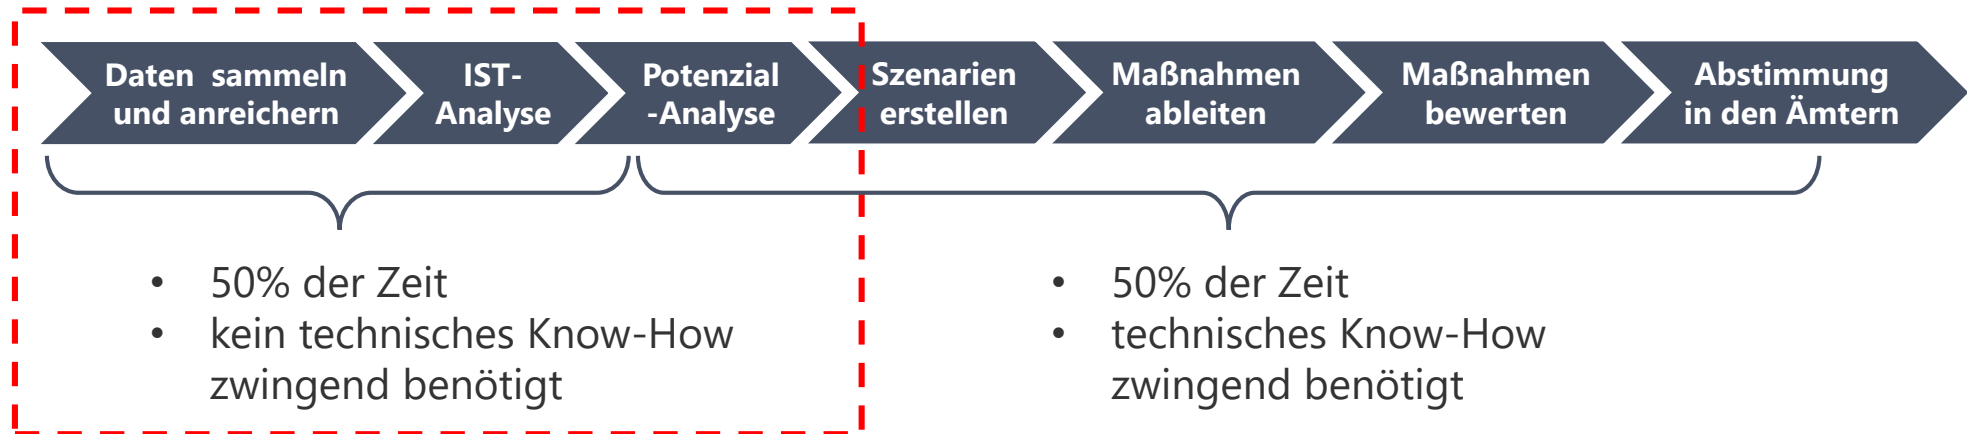 Daten sammeln
und anreichern
IST-
Analyse
Potenzial
-Analyse
Szenarien
erstellen
Maßnahmen
ableiten
Maßnahmen
bewerten
Abstimmung
in den Ämtern
• 50% der Zeit
• kein technisches Know-How
zwingend benötigt
• 50% der Zeit
• technisches Know-How
zwingend benötigt